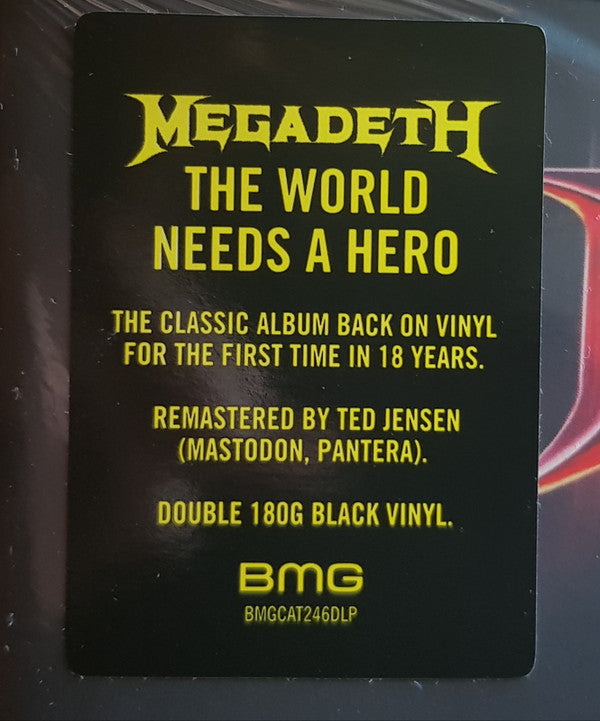 MEGADETH
THE WORLD
NEEDS A HERO
THE CLASSIC ALBUM BACK ON VINYL
FOR THE FIRST TIME IN 18 YEARS.
REMASTERED BY TED JENSEN
(MASTODON, PANTERA).
DOUBLE 180G BLACK VINYL.
BMG
BMGCAT246DLP